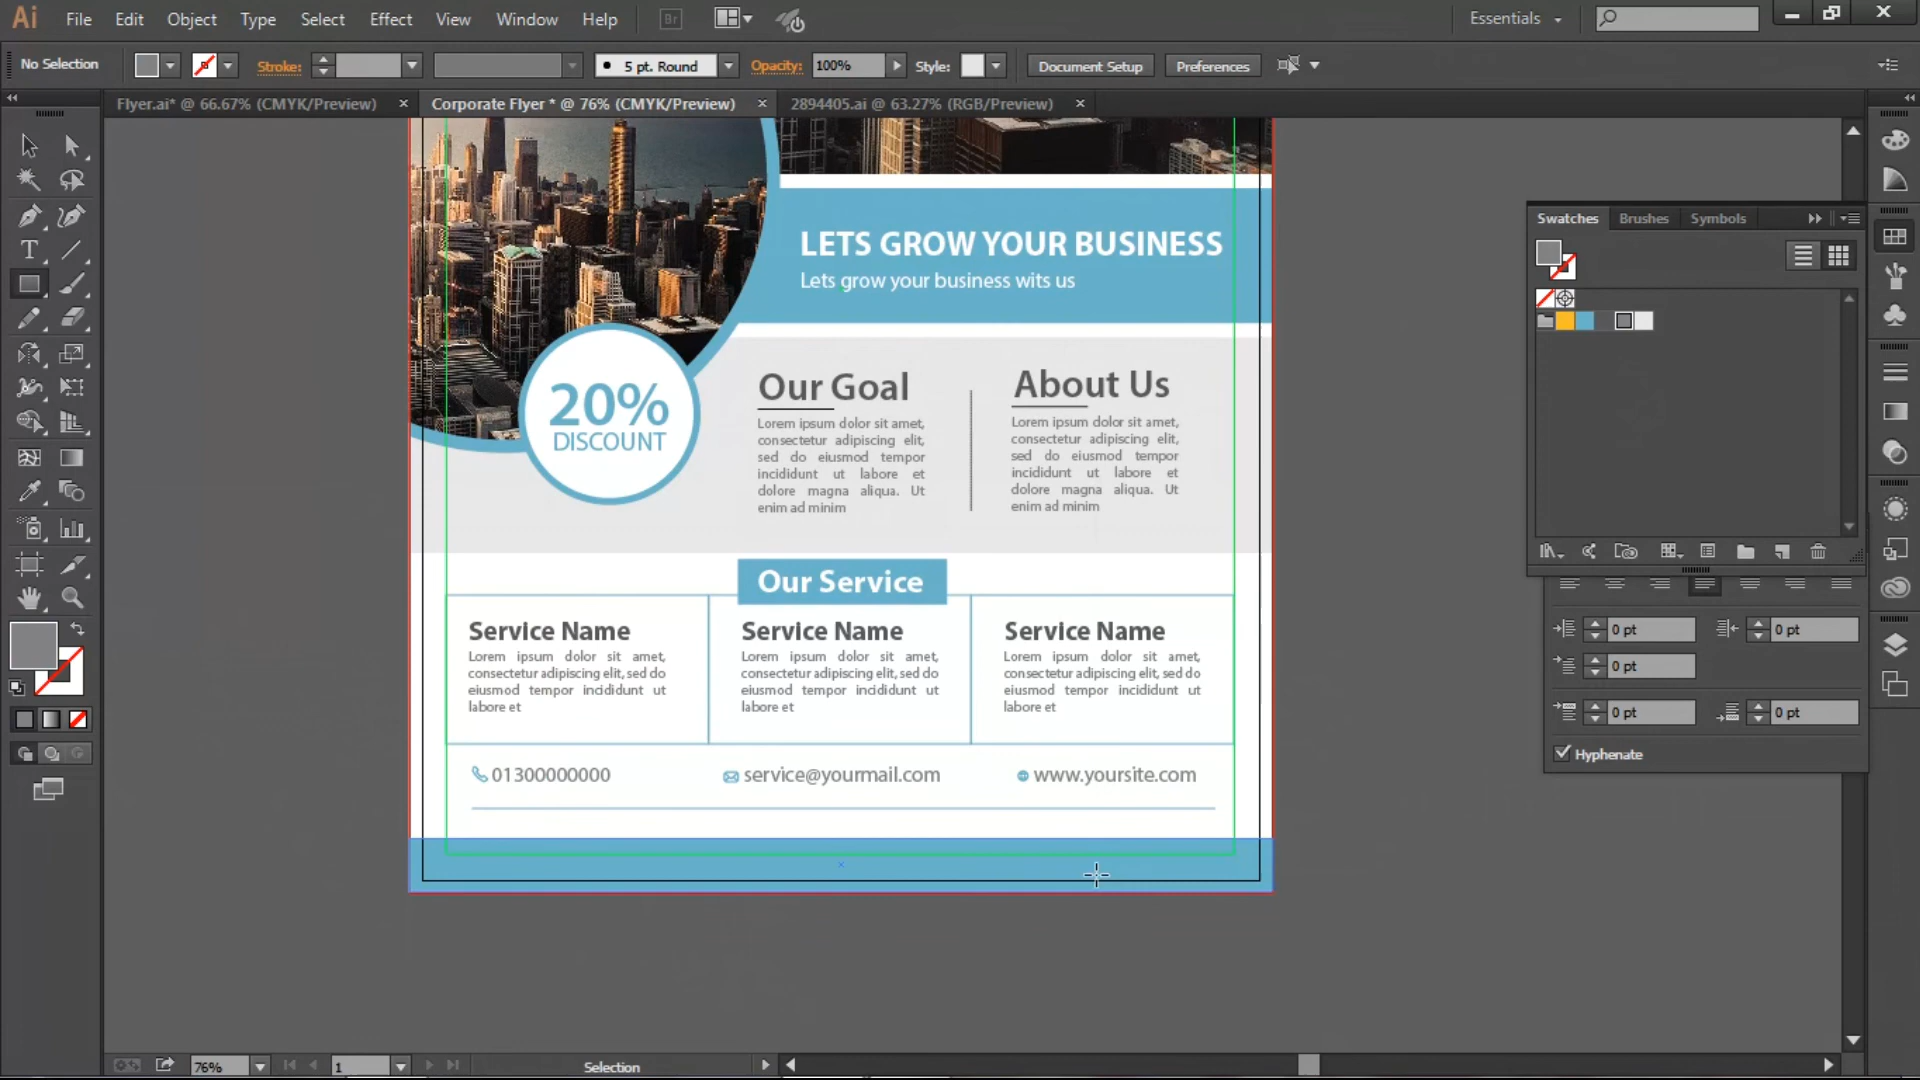 Ai File Edit Object Type Select Effect View Window Help Br Essentials
No Selection Stroke: 5 pt. Round Opacity: 100% Style: Document Setup Preferences
Flyer.ai* @ 66.67% (CMYK/Preview) × Corporate Flyer * @ 76% (CMYK/Preview) × 2894405.ai @ 63.27% (RGB/Preview) ×
Swatches Brushes Symbols
LETS GROW YOUR BUSINESS
Lets grow your business wits us
20%
DISCOUNT
Our Goal
Lorem ipsum dolor sit amet,
consectetur adipiscing elit,
sed do eiusmod tempor
incididunt ut labore et
dolore magna aliqua. Ut
enim ad minim
About Us
Lorem ipsum dolor sit amet,
consectetur adipiscing elit,
sed do eiusmod tempor
incididunt ut labore et
dolore magna aliqua. Ut
enim ad minim
Our Service
Service Name
Lorem ipsum dolor sit amet,
consectetur adipiscing elit, sed do
eiusmod tempor incididunt ut
labore et
Service Name
Lorem ipsum dolor sit amet,
consectetur adipiscing elit, sed do
eiusmod tempor incididunt ut
labore et
Service Name
Lorem ipsum dolor sit amet,
consectetur adipiscing elit, sed do
eiusmod tempor incididunt ut
labore et
01300000000 service@yourmail.com www.yoursite.com
0 pt 0 pt
0 pt
0 pt 0 pt
Hyphenate
76% 1 Selection